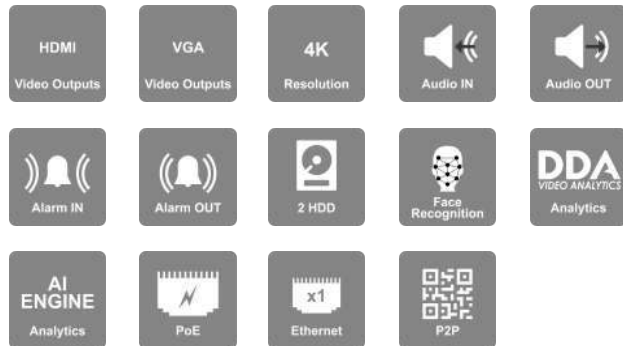 HDMI
Video Outputs
VGA
Video Outputs
4K
Resolution
Audio IN
Audio OUT
Alarm IN
Alarm OUT
2 HDD
Face
Recognition
DDA
VIDEO ANALYTICS
Analytics
AI
ENGINE
Analytics
PoE
x1
Ethernet
P2P